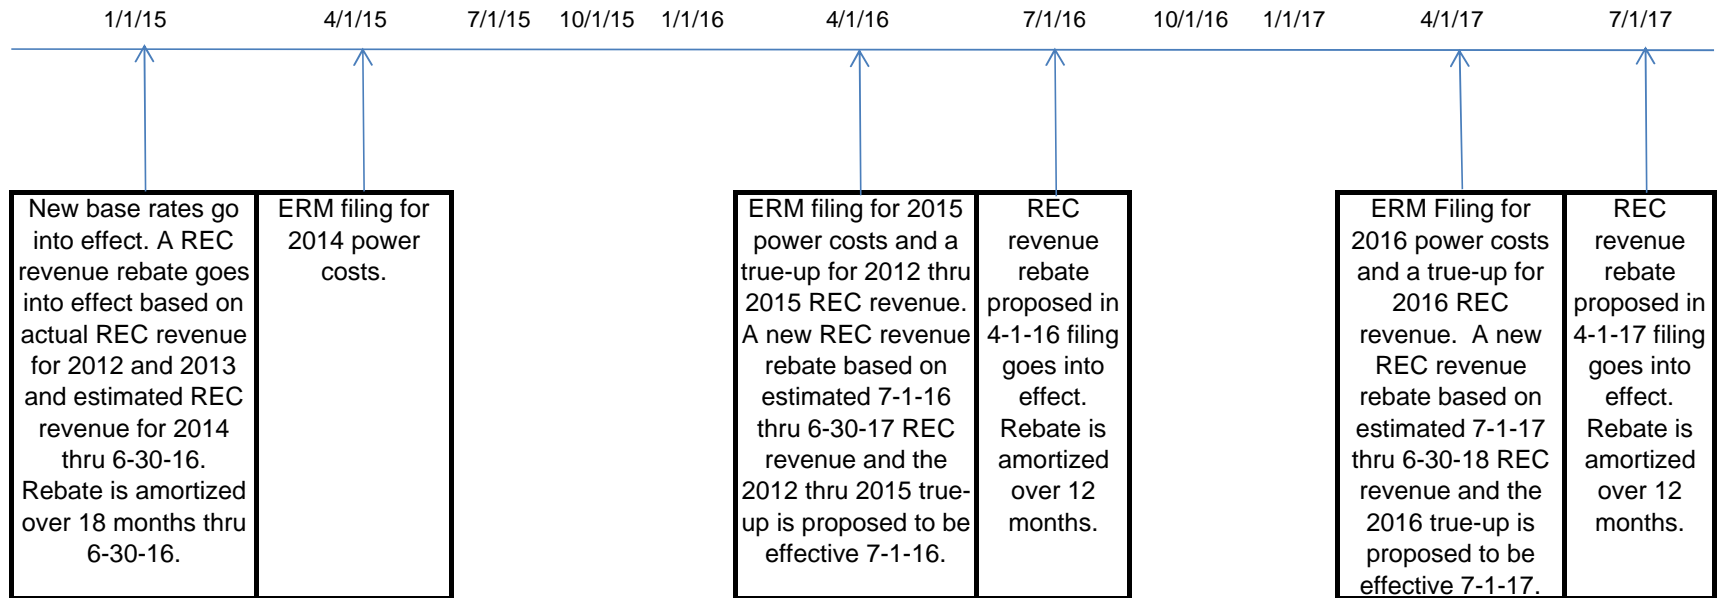 1/1/15 4/1/15 7/1/15 10/1/15 1/1/16 4/1/16 7/1/16 10/1/16 1/1/17 4/1/17 7/1/17
New base rates go
into effect. A REC
revenue rebate goes
into effect based on
actual REC revenue
for 2012 and 2013
and estimated REC
revenue for 2014
thru 6-30-16.
Rebate is amortized
over 18 months thru
6-30-16.
ERM filing for
2014 power
costs.
ERM filing for 2015
power costs and a
true-up for 2012 thru
2015 REC revenue.
A new REC revenue
rebate based on
estimated 7-1-16
thru 6-30-17 REC
revenue and the
2012 thru 2015 true-
up is proposed to be
effective 7-1-16.
REC
revenue
rebate
proposed in
4-1-16 filing
goes into
effect.
Rebate is
amortized
over 12
months.
ERM Filing for
2016 power costs
and a true-up for
2016 REC
revenue.  A new
REC revenue
rebate based on
estimated 7-1-17
thru 6-30-18 REC
revenue and the
2016 true-up is
proposed to be
effective 7-1-17.
REC
revenue
rebate
proposed in
4-1-17 filing
goes into
effect.
Rebate is
amortized
over 12
months.